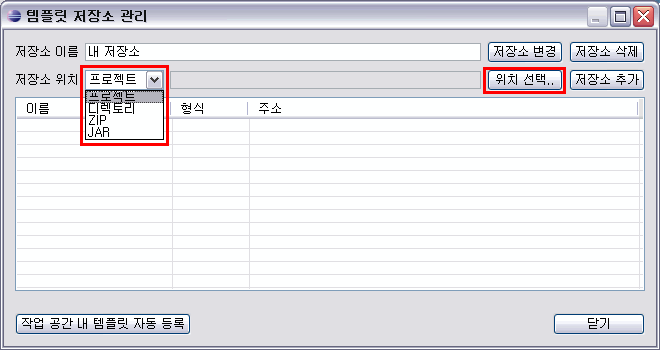 템플릿 저장소 관리
저장소 이름 내 저장소 저장소 변경 저장소 삭제
저장소 위치 프로젝트 위치 선택.. 저장소 추가
이름 형식 주소
프로젝트
디렉토리
ZIP
JAR
작업 공간 내 템플릿 자동 등록 닫기